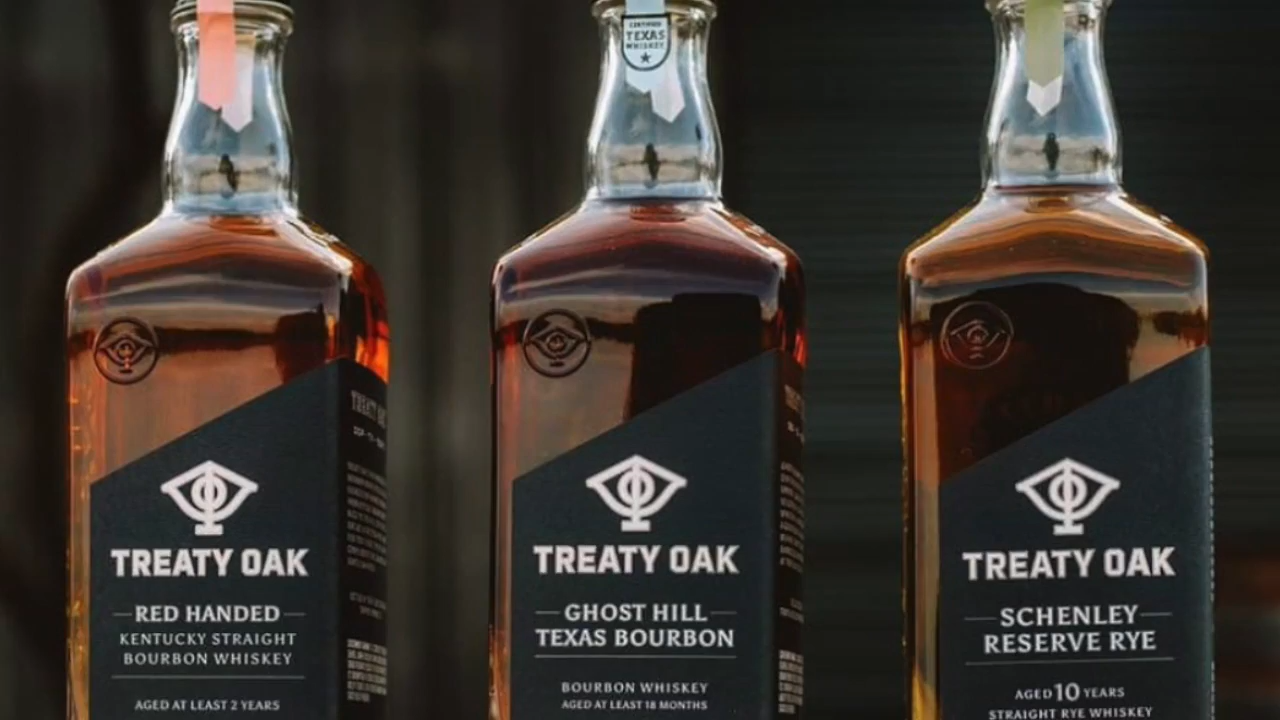 TREATY OAK
RED HANDED
KENTUCKY STRAIGHT
BOURBON WHISKEY
AGED AT LEAST 2 YEARS
CERTIFIED
TEXAS
WHISKEY
TREATY OAK
GHOST HILL
TEXAS BOURBON
BOURBON WHISKEY
AGED AT LEAST 18 MONTHS
TREATY OAK
SCHENLEY
RESERVE RYE
AGED 10 YEARS
STRAIGHT RYE WHISKEY